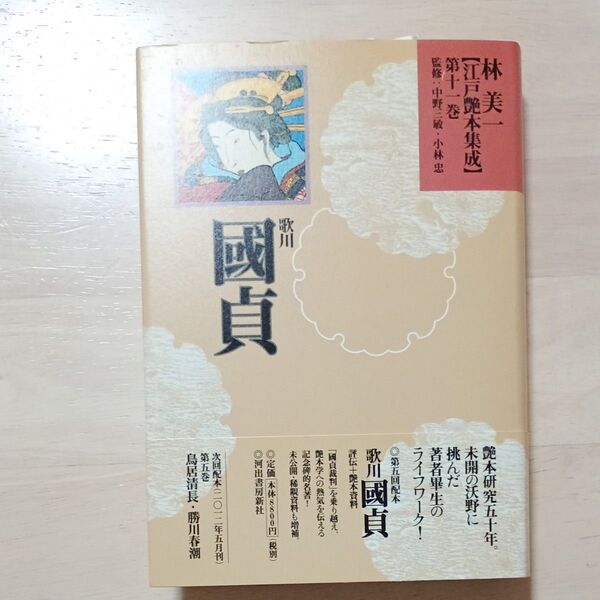 林 美一
【江戸艶本集成】
第十一巻
監修＝中野三敏・小林 忠
歌川
國貞
艶本研究五十年。
未開の沃野に
挑んだ
著者畢生の
ライフワーク！
◎第五回配本
歌川 國貞
評伝＋艶本資料
「國貞裁判」を乗り越え、
艶本学への熱気を伝える
記念碑的名著！
未公開・稀覯資料も増補。
◎定価［本体8800円］（税別）
◎河出書房新社
次回配本（二〇一二年五月刊）
第五巻
鳥居清長・勝川春潮